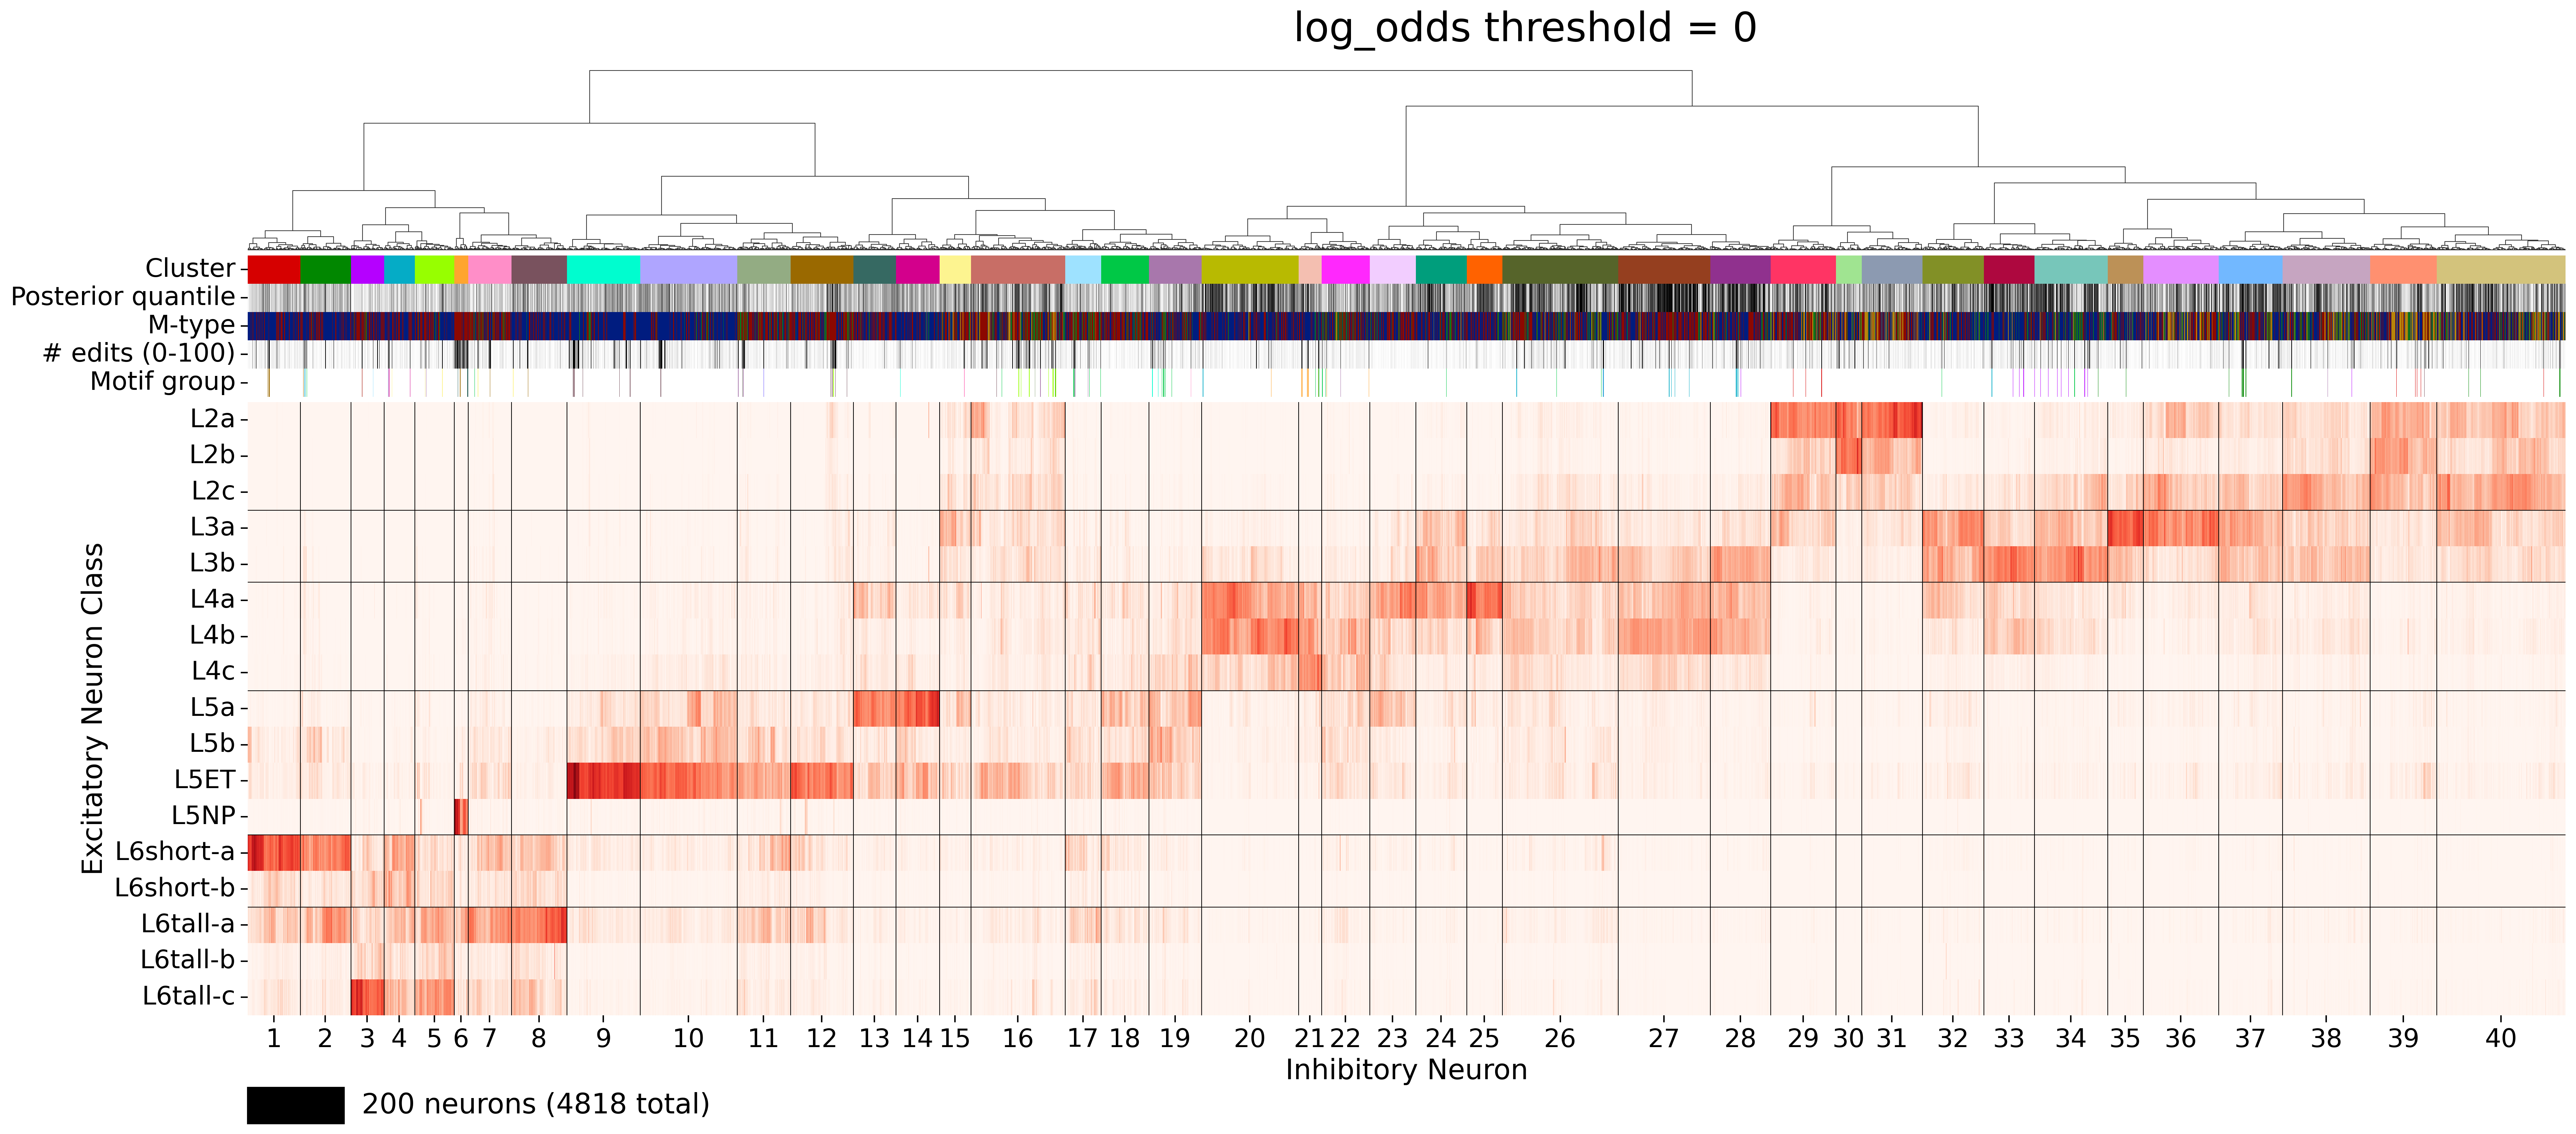 log_odds threshold = 0
Cluster
Posterior quantile
M-type
# edits (0-100)
Motif group
Excitatory Neuron Class
L2a
L2b
L2c
L3a
L3b
L4a
L4b
L4c
L5a
L5b
L5ET
L5NP
L6short-a
L6short-b
L6tall-a
L6tall-b
L6tall-c
1 2 3 4 5 6 7 8 9 10 11 12 13 14 15 16 17 18 19 20 21 22 23 24 25 26 27 28 29 30 31 32 33 34 35 36 37 38 39 40
Inhibitory Neuron
200 neurons (4818 total)